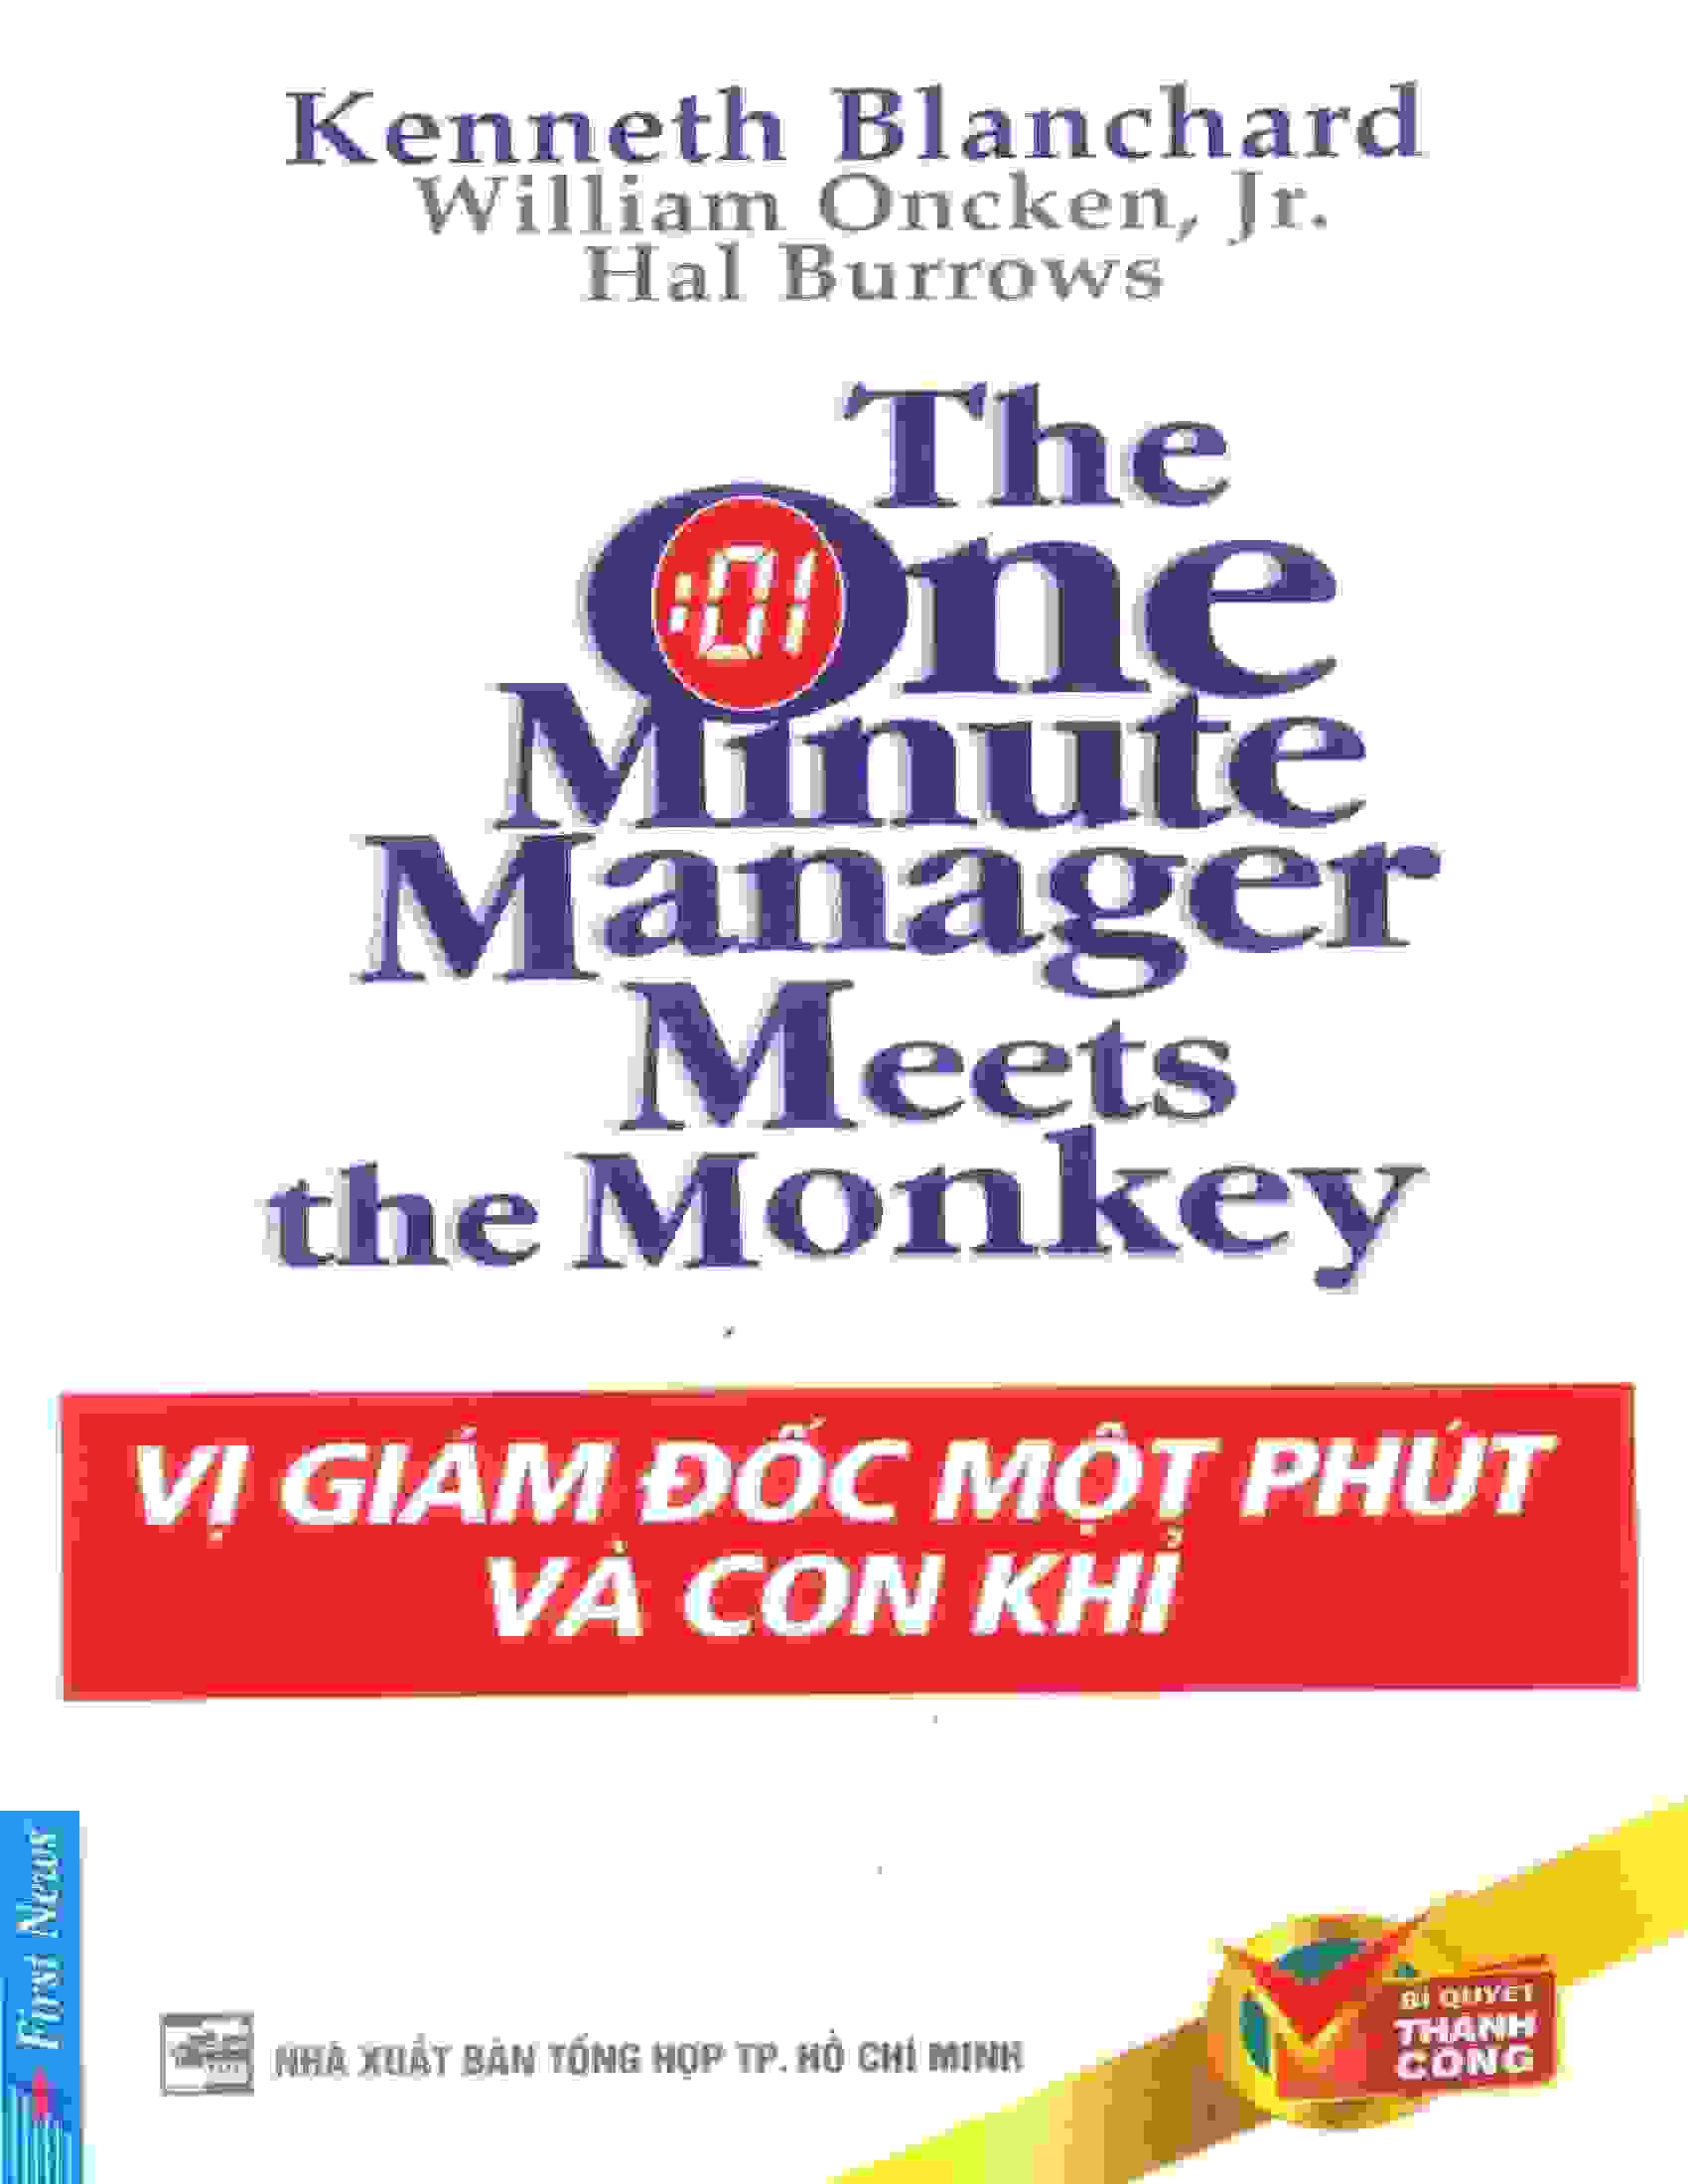 Kenneth Blanchard
William Oncken, Jr.
Hal Burrows
The
One
:01
Minute
Manager
Meets
the Monkey
VỊ GIÁM ĐỐC MỘT PHÚT
VÀ CON KHỈ
First News
NHÀ XUẤT BẢN TỔNG HỢP TP. HỒ CHÍ MINH
BÍ QUYẾT
THÀNH
CÔNG